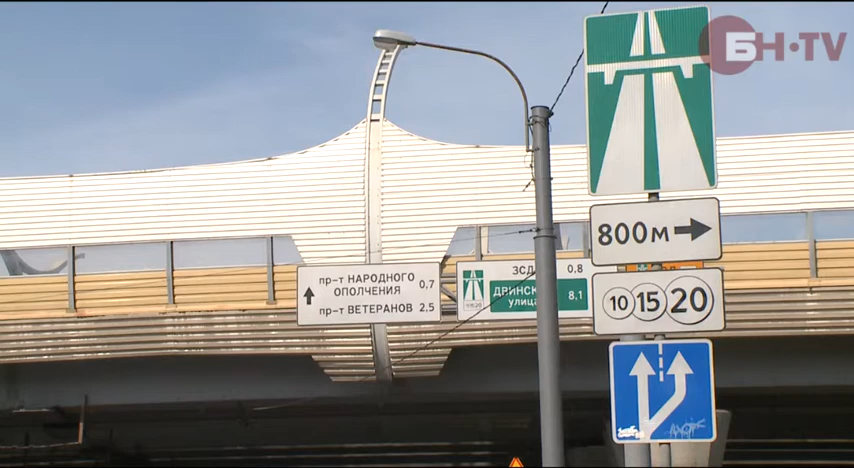 БН•TV
800м
10 15 20
пр-т НАРОДНОГО
ОПОЛЧЕНИЯ 0,7
пр-т ВЕТЕРАНОВ 2,5
ЗСД 0,8
улица 8,1